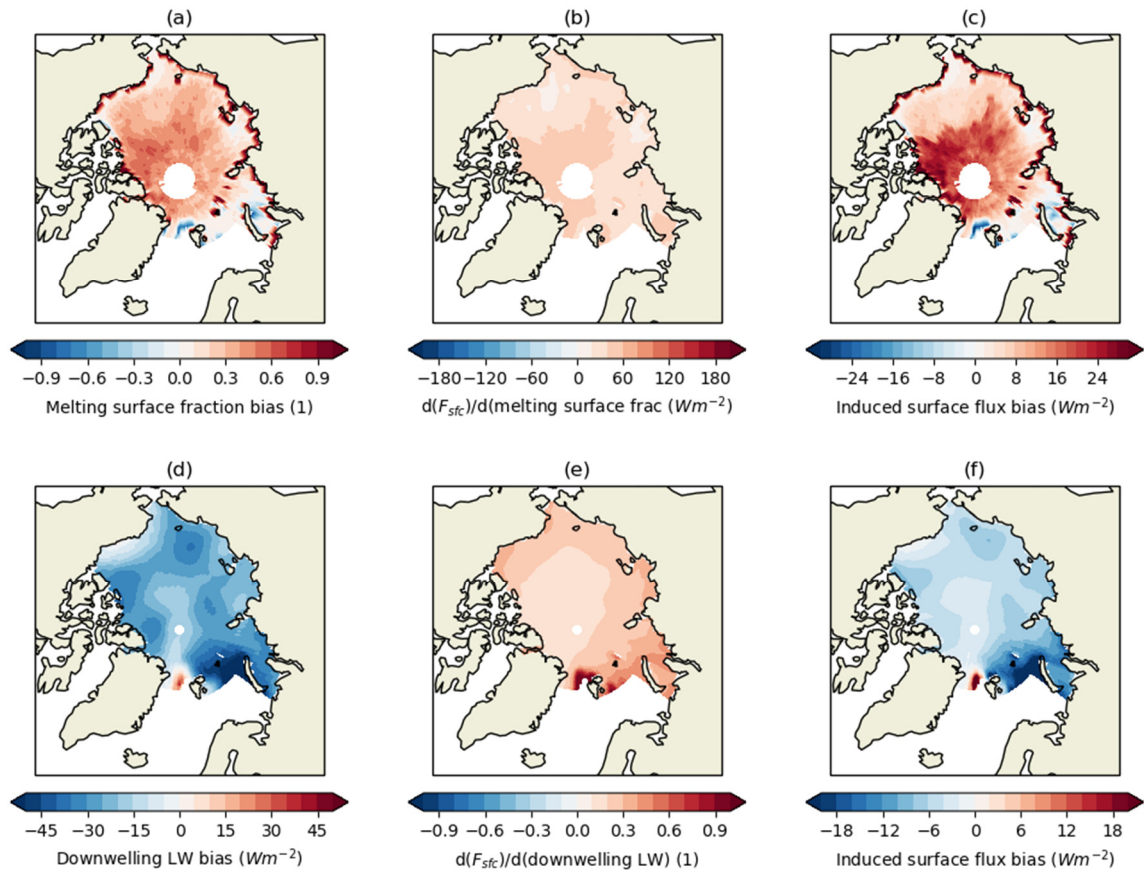 (a) (b) (c)
−0.9 −0.6 −0.3 0.0 0.3 0.6 0.9
Melting surface fraction bias (1)
−180 −120 −60 0 60 120 180
d(F_sfc)/d(melting surface frac (Wm⁻²)
−24 −16 −8 0 8 16 24
Induced surface flux bias (Wm⁻²)
(d) (e) (f)
−45 −30 −15 0 15 30 45
Downwelling LW bias (Wm⁻²)
−0.9 −0.6 −0.3 0.0 0.3 0.6 0.9
d(F_sfc)/d(downwelling LW) (1)
−18 −12 −6 0 6 12 18
Induced surface flux bias (Wm⁻²)